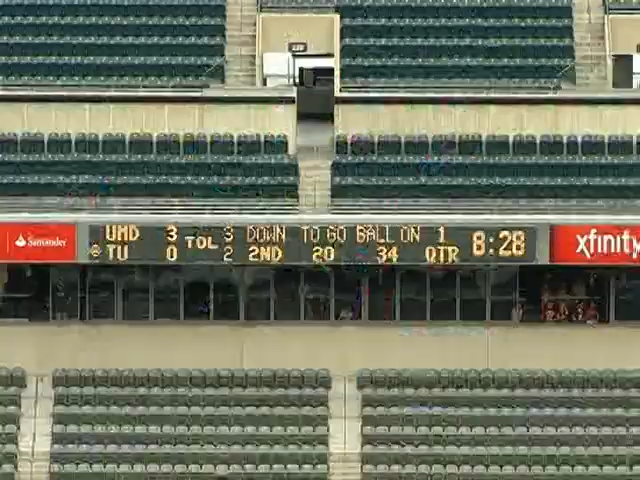 Santander
UMD 3 TOL 3 DOWN TO GO BALL ON 1 8:28
TU 0 2 2ND 20 34 QTR
xfinity